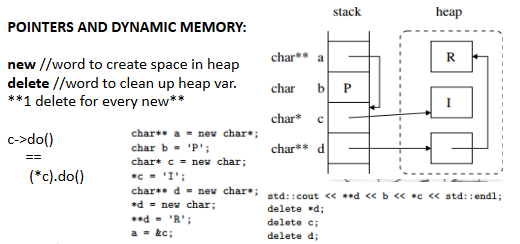 POINTERS AND DYNAMIC MEMORY:
new //word to create space in heap
delete //word to clean up heap var.
**1 delete for every new**
c->do()
==
(*c).do()
char** a = new char*;
char b = 'P';
char* c = new char;
*c = 'I';
char** d = new char*;
*d = new char;
**d = 'R';
a = &c;
stack heap
char** a R
char b P
I
char* c
char** d
std::cout << **d << b << *c << std::endl;
delete *d;
delete c;
delete d;